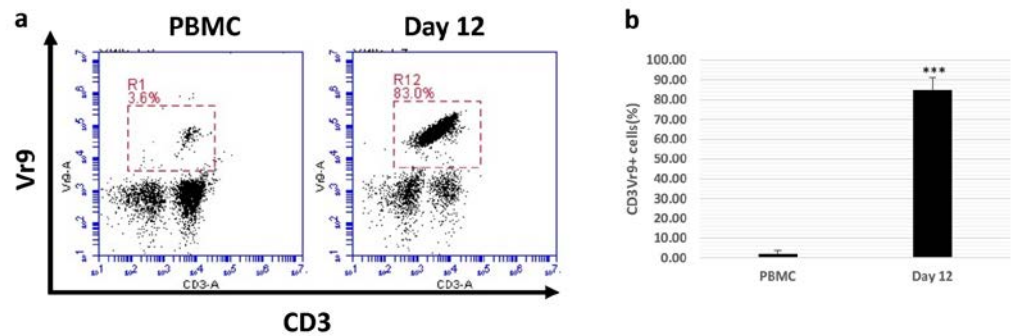 a
PBMC
Day 12
b
Vr9
Vr9-A
R1
3.6%
CD3-A
R12
83.0%
Vr9-A
CD3-A
CD3
CD3Vr9+ cells(%)
100.00
90.00
80.00
70.00
60.00
50.00
40.00
30.00
20.00
10.00
0.00
***
PBMC
Day 12